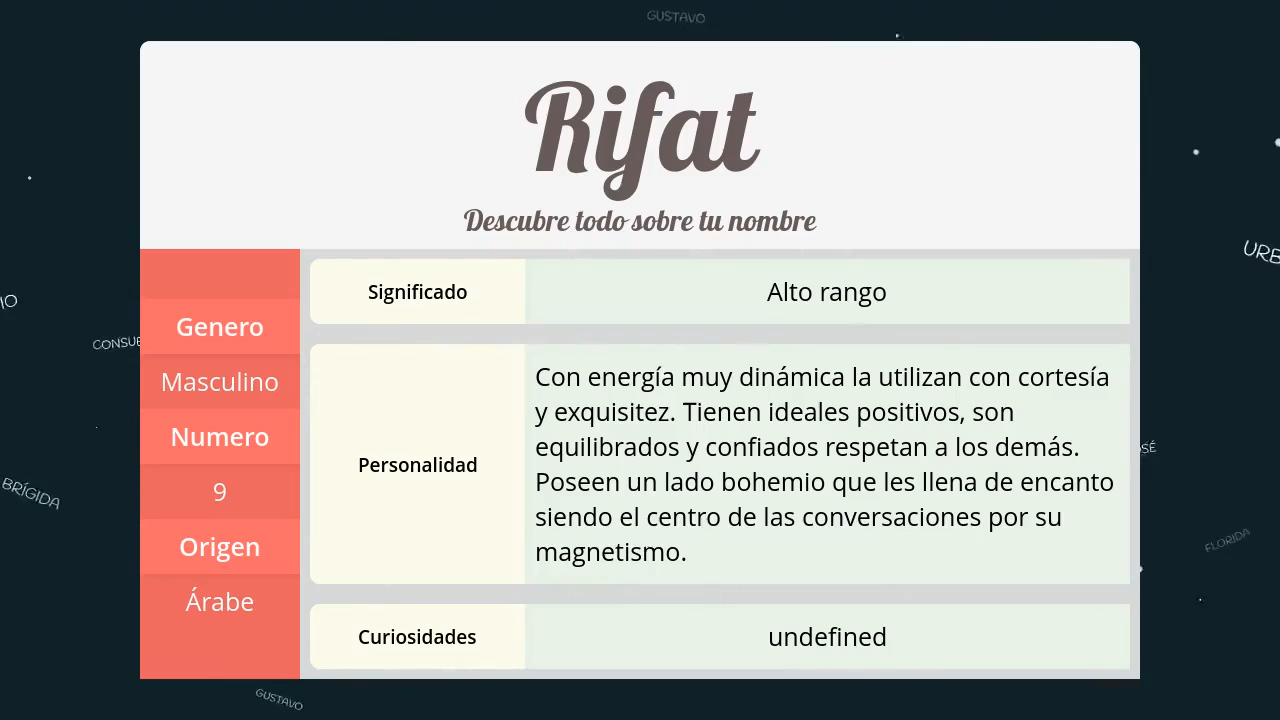 GUSTAVO
Rifat
Descubre todo sobre tu nombre
Genero
Masculino
Numero
9
Origen
Árabe
Significado
Alto rango
Personalidad
Con energía muy dinámica la utilizan con cortesía
y exquisitez. Tienen ideales positivos, son
equilibrados y confiados respetan a los demás.
Poseen un lado bohemio que les llena de encanto
siendo el centro de las conversaciones por su
magnetismo.
Curiosidades
undefined
BRÍGIDA
FLORIDA
GUSTAVO